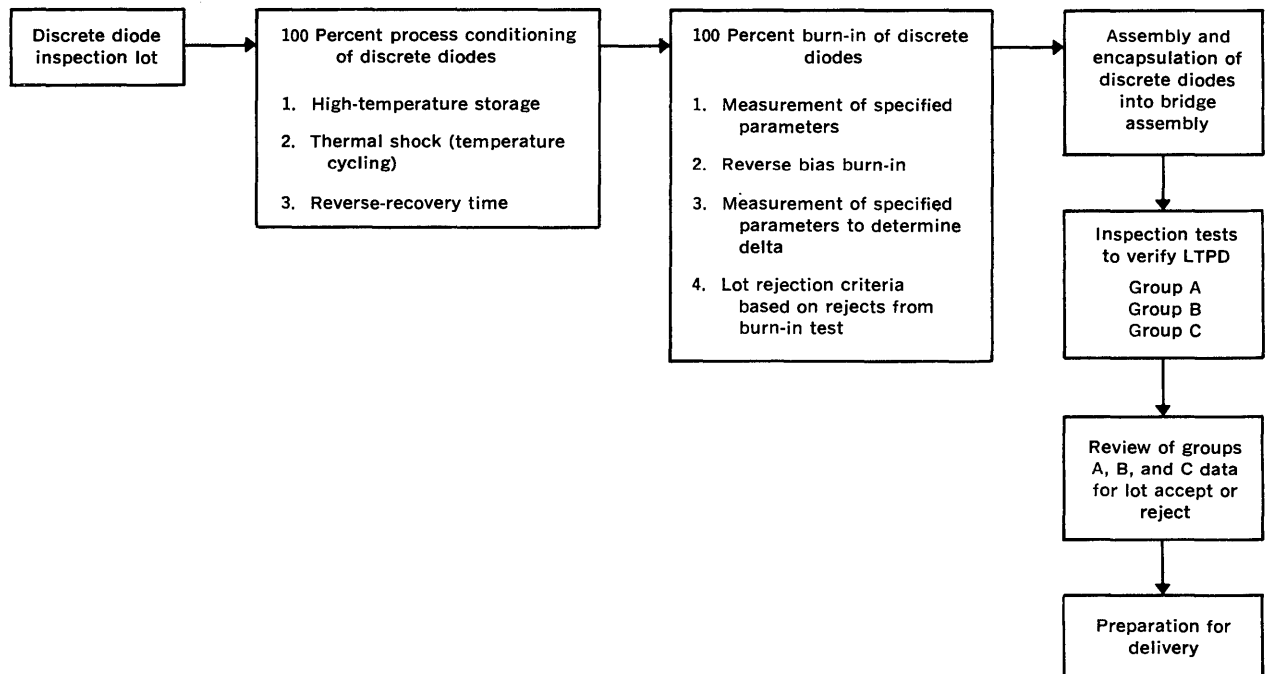 Discrete diode
inspection lot
100 Percent process conditioning
of discrete diodes
1. High-temperature storage
2. Thermal shock (temperature
cycling)
3. Reverse-recovery time
100 Percent burn-in of discrete
diodes
1. Measurement of specified
parameters
2. Reverse bias burn-in
3. Measurement of specified
parameters to determine
delta
4. Lot rejection criteria
based on rejects from
burn-in test
Assembly and
encapsulation of
discrete diodes
into bridge
assembly
Inspection tests
to verify LTPD
Group A
Group B
Group C
Review of groups
A, B, and C data
for lot accept or
reject
Preparation for
delivery